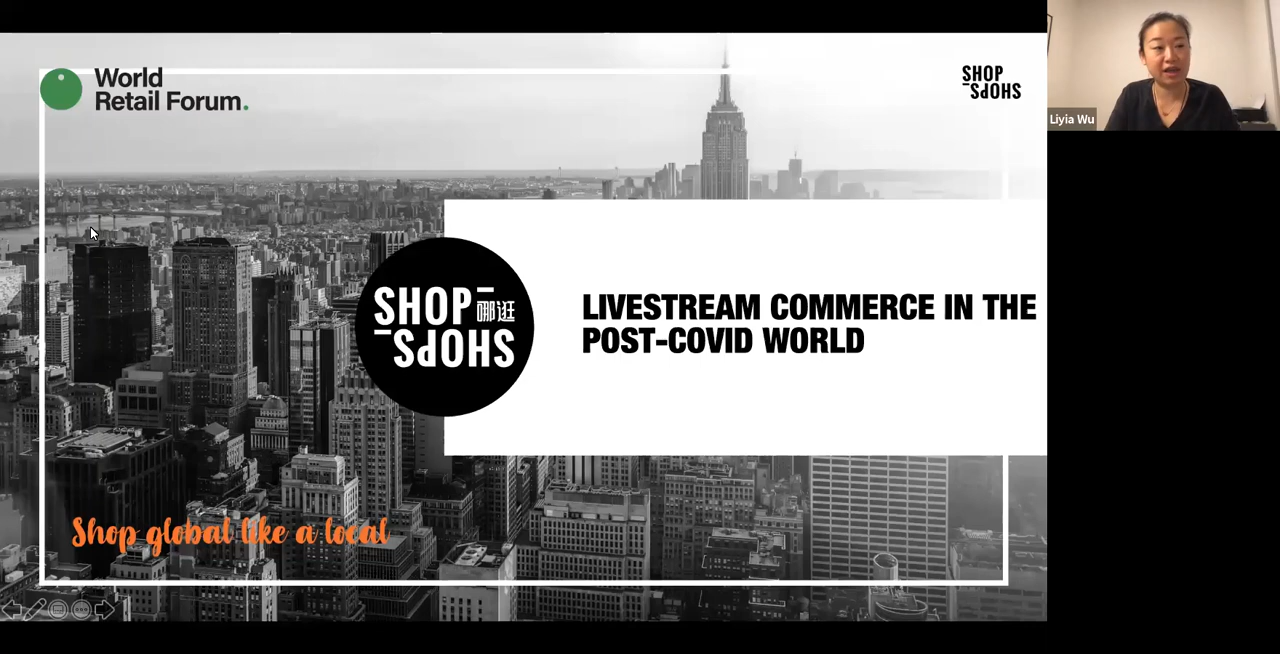 World
Retail Forum.
SHOP
SHOPS
Liyia Wu
SHOP 哪逛
SHOPS
LIVESTREAM COMMERCE IN THE
POST-COVID WORLD
Shop global like a local